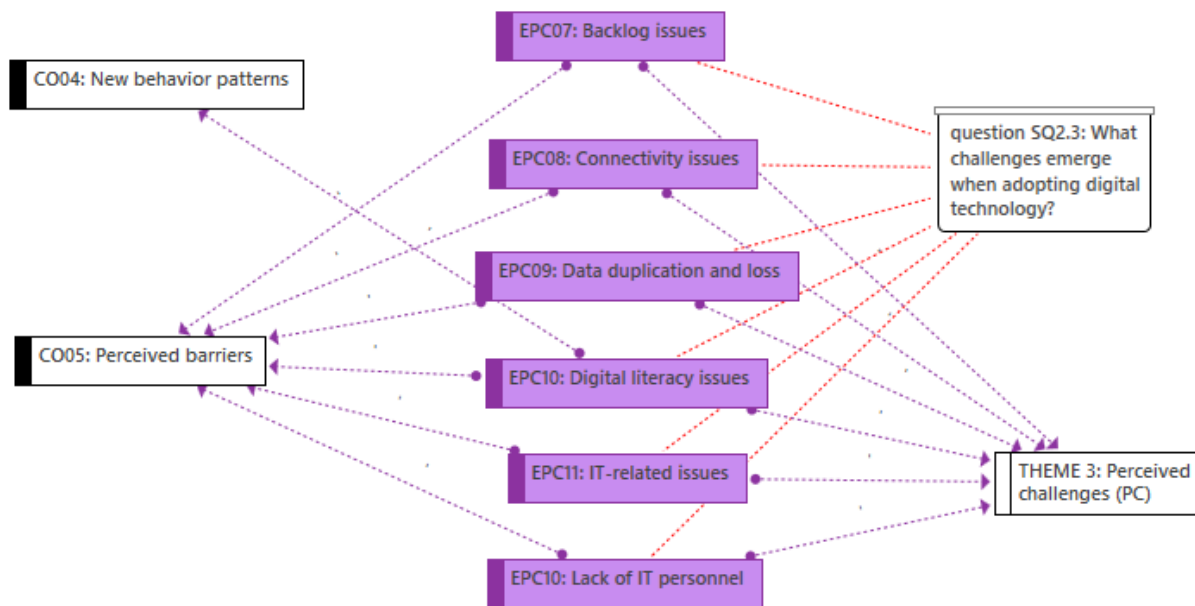 EPC07: Backlog issues
CO04: New behavior patterns
question SQ2.3: What
challenges emerge
when adopting digital
technology?
EPC08: Connectivity issues
EPC09: Data duplication and loss
CO05: Perceived barriers
EPC10: Digital literacy issues
EPC11: IT-related issues
THEME 3: Perceived
challenges (PC)
EPC10: Lack of IT personnel